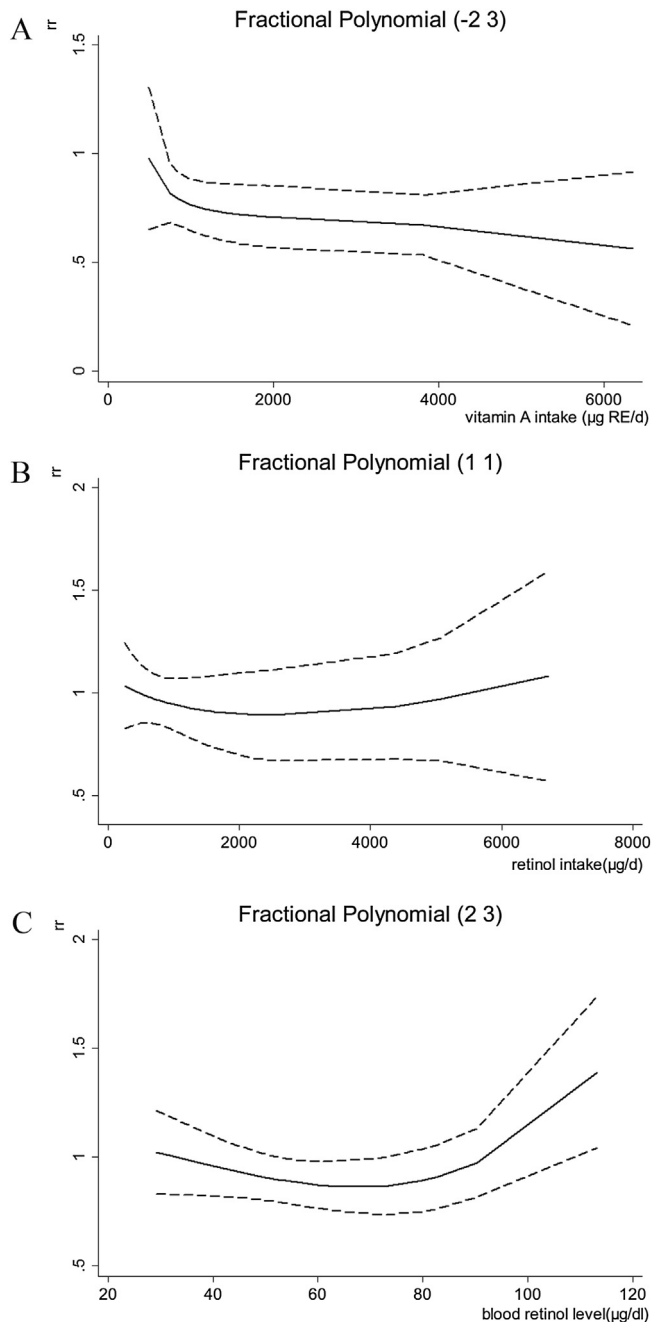 A
Fractional Polynomial (-2 3)
rr
1.5
1
.5
0
0 2000 4000 6000
vitamin A intake (µg RE/d)
B
Fractional Polynomial (1 1)
rr
2
1.5
1
.5
0 2000 4000 6000 8000
retinol intake(µg/d)
C
Fractional Polynomial (2 3)
rr
2
1.5
1
.5
20 40 60 80 100 120
blood retinol level(µg/dl)